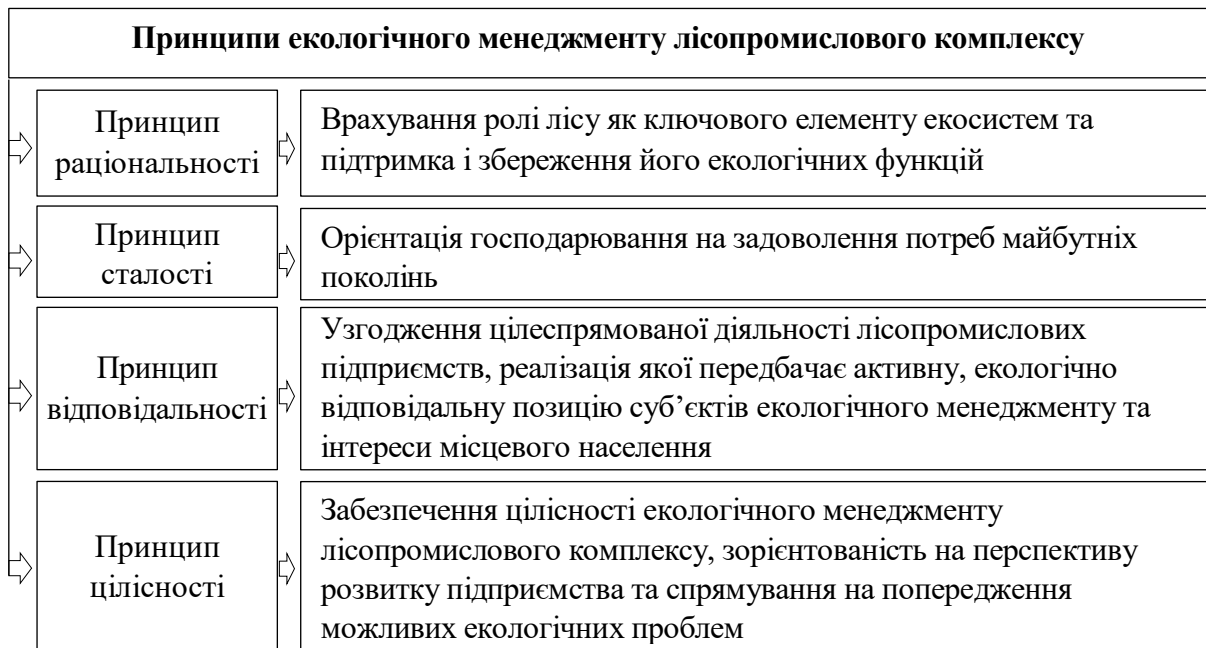 Принципи екологічного менеджменту лісопромислового комплексу
Принцип
раціональності
Врахування ролі лісу як ключового елементу екосистем та
підтримка і збереження його екологічних функцій
Принцип
сталості
Орієнтація господарювання на задоволення потреб майбутніх
поколінь
Принцип
відповідальності
Узгодження цілеспрямованої діяльності лісопромислових
підприємств, реалізація якої передбачає активну, екологічно
відповідальну позицію суб’єктів екологічного менеджменту та
інтереси місцевого населення
Принцип
цілісності
Забезпечення цілісності екологічного менеджменту
лісопромислового комплексу, зорієнтованість на перспективу
розвитку підприємства та спрямування на попередження
можливих екологічних проблем